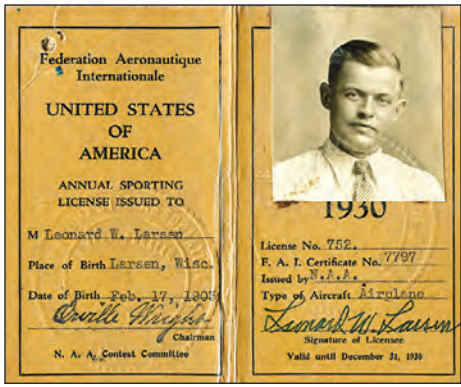 Federation Aeronautique
Internationale
UNITED STATES
OF
AMERICA
ANNUAL SPORTING
LICENSE ISSUED TO
M Leonard W. Larsen
Place of Birth Larsen, Wisc.
Date of Birth Feb. 17, 1905
Orville Wright
Chairman
N. A. A. Contest Committee
1930
License No. 752.
F. A. I. Certificate No. 7797
Issued by N.A.A.
Type of Aircraft Airplane
Leonard W. Larsen
Signature of Licensee
Valid until December 31, 1930